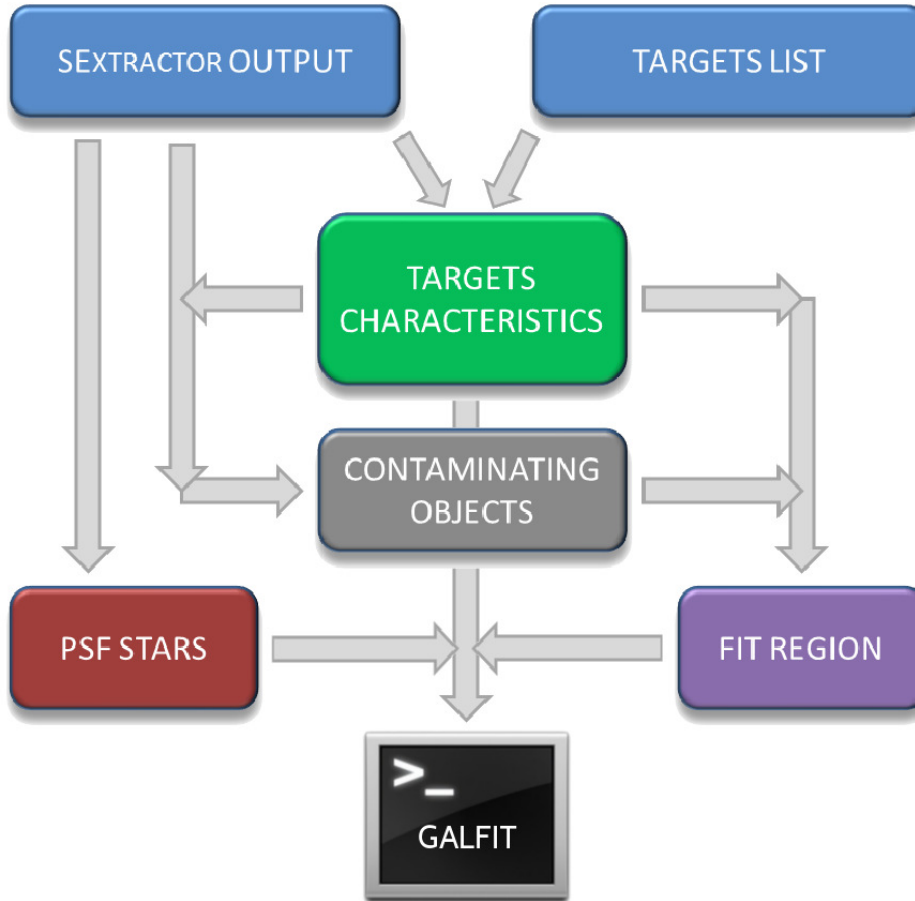 SEXTRACTOR OUTPUT
TARGETS LIST
TARGETS
CHARACTERISTICS
CONTAMINATING
OBJECTS
PSF STARS
FIT REGION
>_
GALFIT